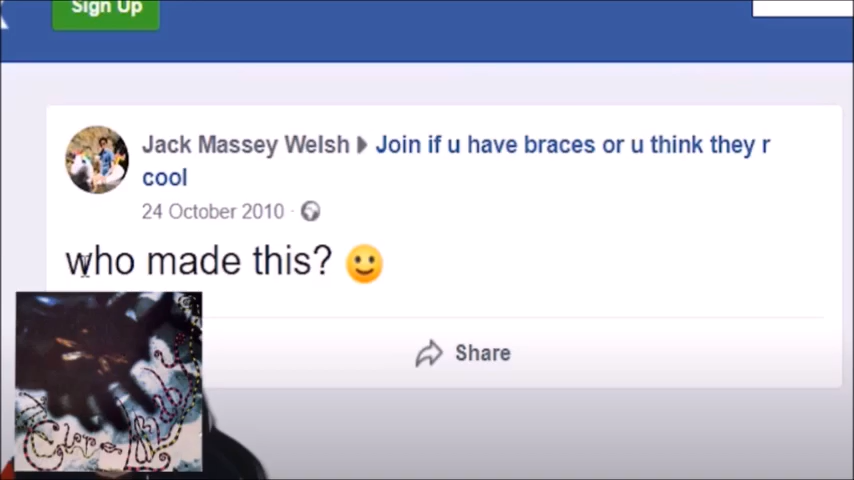 Sign Up
Jack Massey Welsh ▸ Join if u have braces or u think they r
cool
24 October 2010 ·
who made this? 🙂
Share